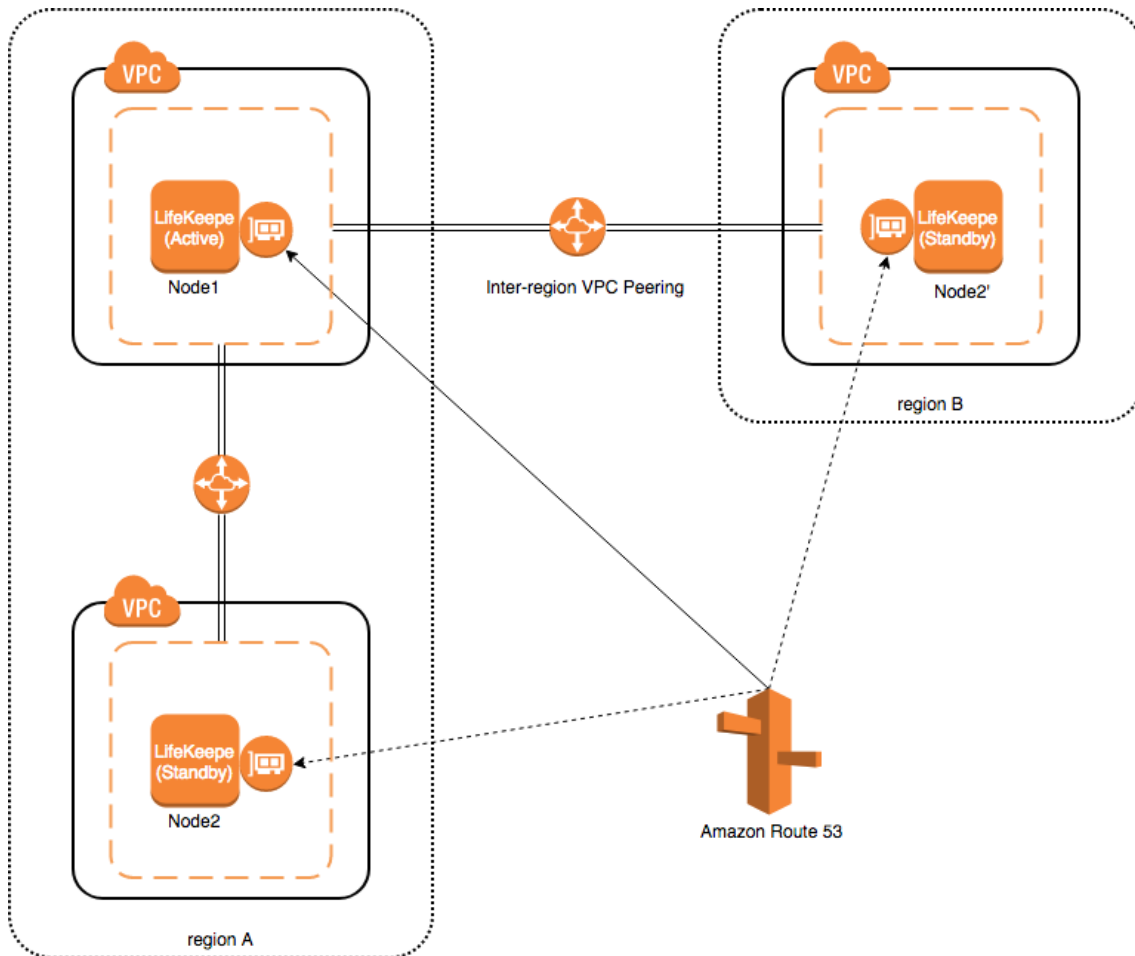 VPC
LifeKeepe
(Active)
Node1
Inter-region VPC Peering
VPC
LifeKeepe
(Standby)
Node2'
region B
VPC
LifeKeepe
(Standby)
Node2
region A
Amazon Route 53